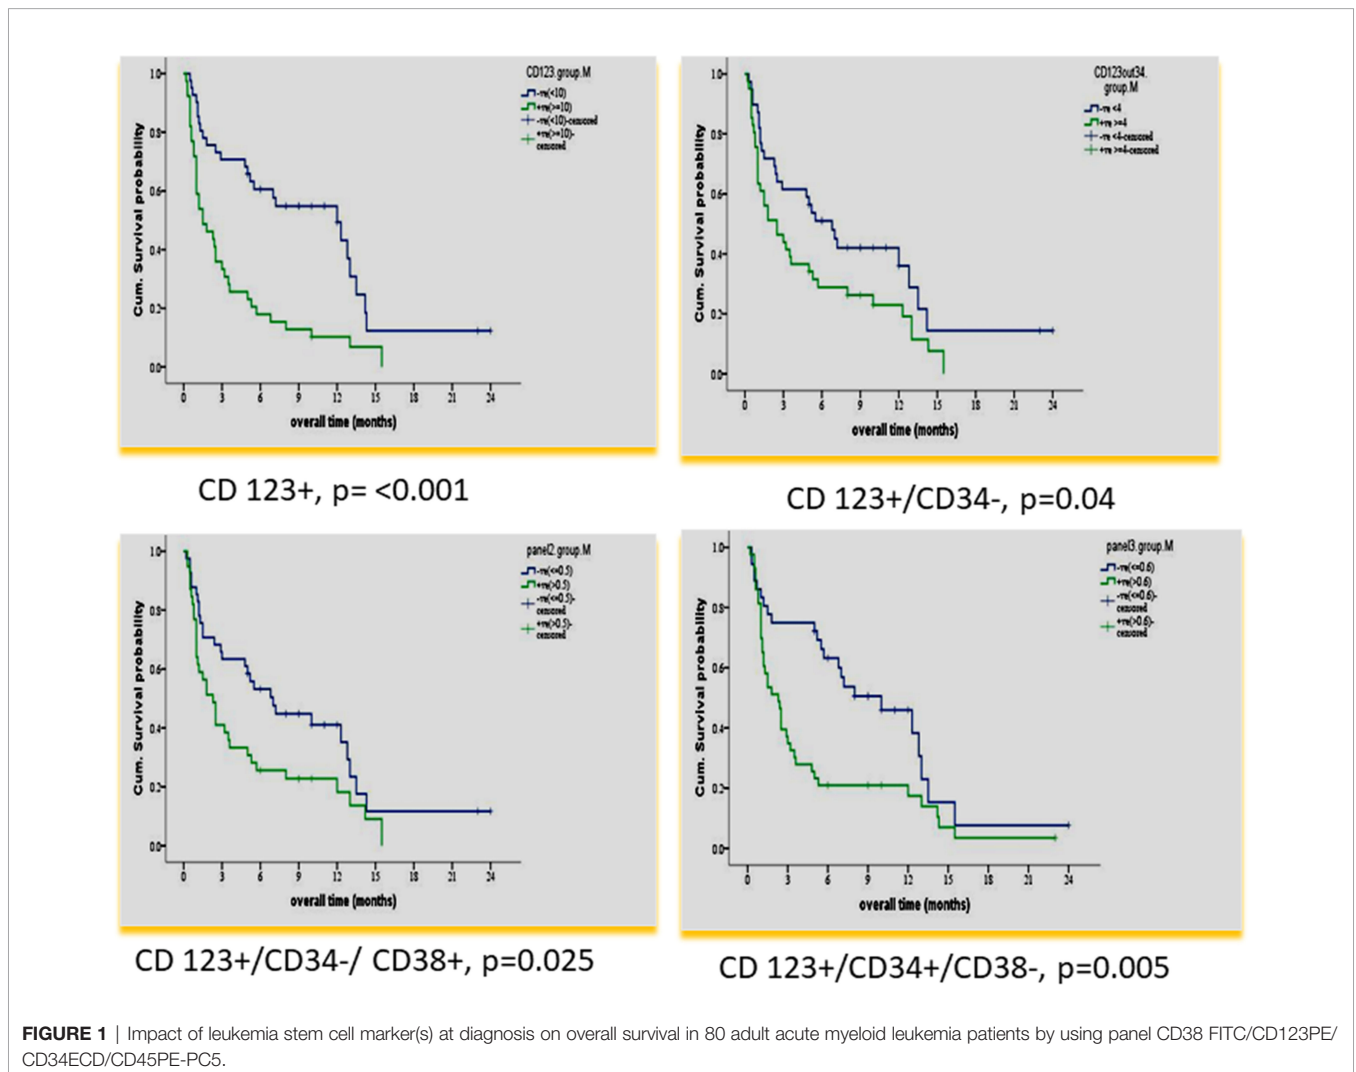 CD123.group.M
-ve(<10)
+ve(>=10)
-ve(<10)-censored
+ve(>=10)-
censored
Cum. Survival probability
1.0
0.8
0.6
0.4
0.2
0.0
0 3 6 9 12 15 18 21 24
overall time (months)
CD 123+, p= <0.001
CD123out34.
group.M
-ve <4
+ve >=4
-ve <4-censored
+ve >=4-censored
Cum. Survival probability
1.0
0.8
0.6
0.4
0.2
0.0
0 3 6 9 12 15 18 21 24
overall time (months)
CD 123+/CD34-, p=0.04
panel2.group.M
-ve(<=0.5)
+ve(>0.5)
-ve(<=0.5)-
censored
+ve(>0.5)-
censored
Cum. Survival probability
1.0
0.8
0.6
0.4
0.2
0.0
0 3 6 9 12 15 18 21 24
overall time (months)
CD 123+/CD34-/ CD38+, p=0.025
panel3.group.M
-ve(<=0.6)
+ve(>0.6)
-ve(<=0.6)-
censored
+ve(>0.6)-
censored
Cum. Survival probability
1.0
0.8
0.6
0.4
0.2
0.0
0 3 6 9 12 15 18 21 24
overall time (months)
CD 123+/CD34+/CD38-, p=0.005
FIGURE 1 | Impact of leukemia stem cell marker(s) at diagnosis on overall survival in 80 adult acute myeloid leukemia patients by using panel CD38 FITC/CD123PE/
CD34ECD/CD45PE-PC5.